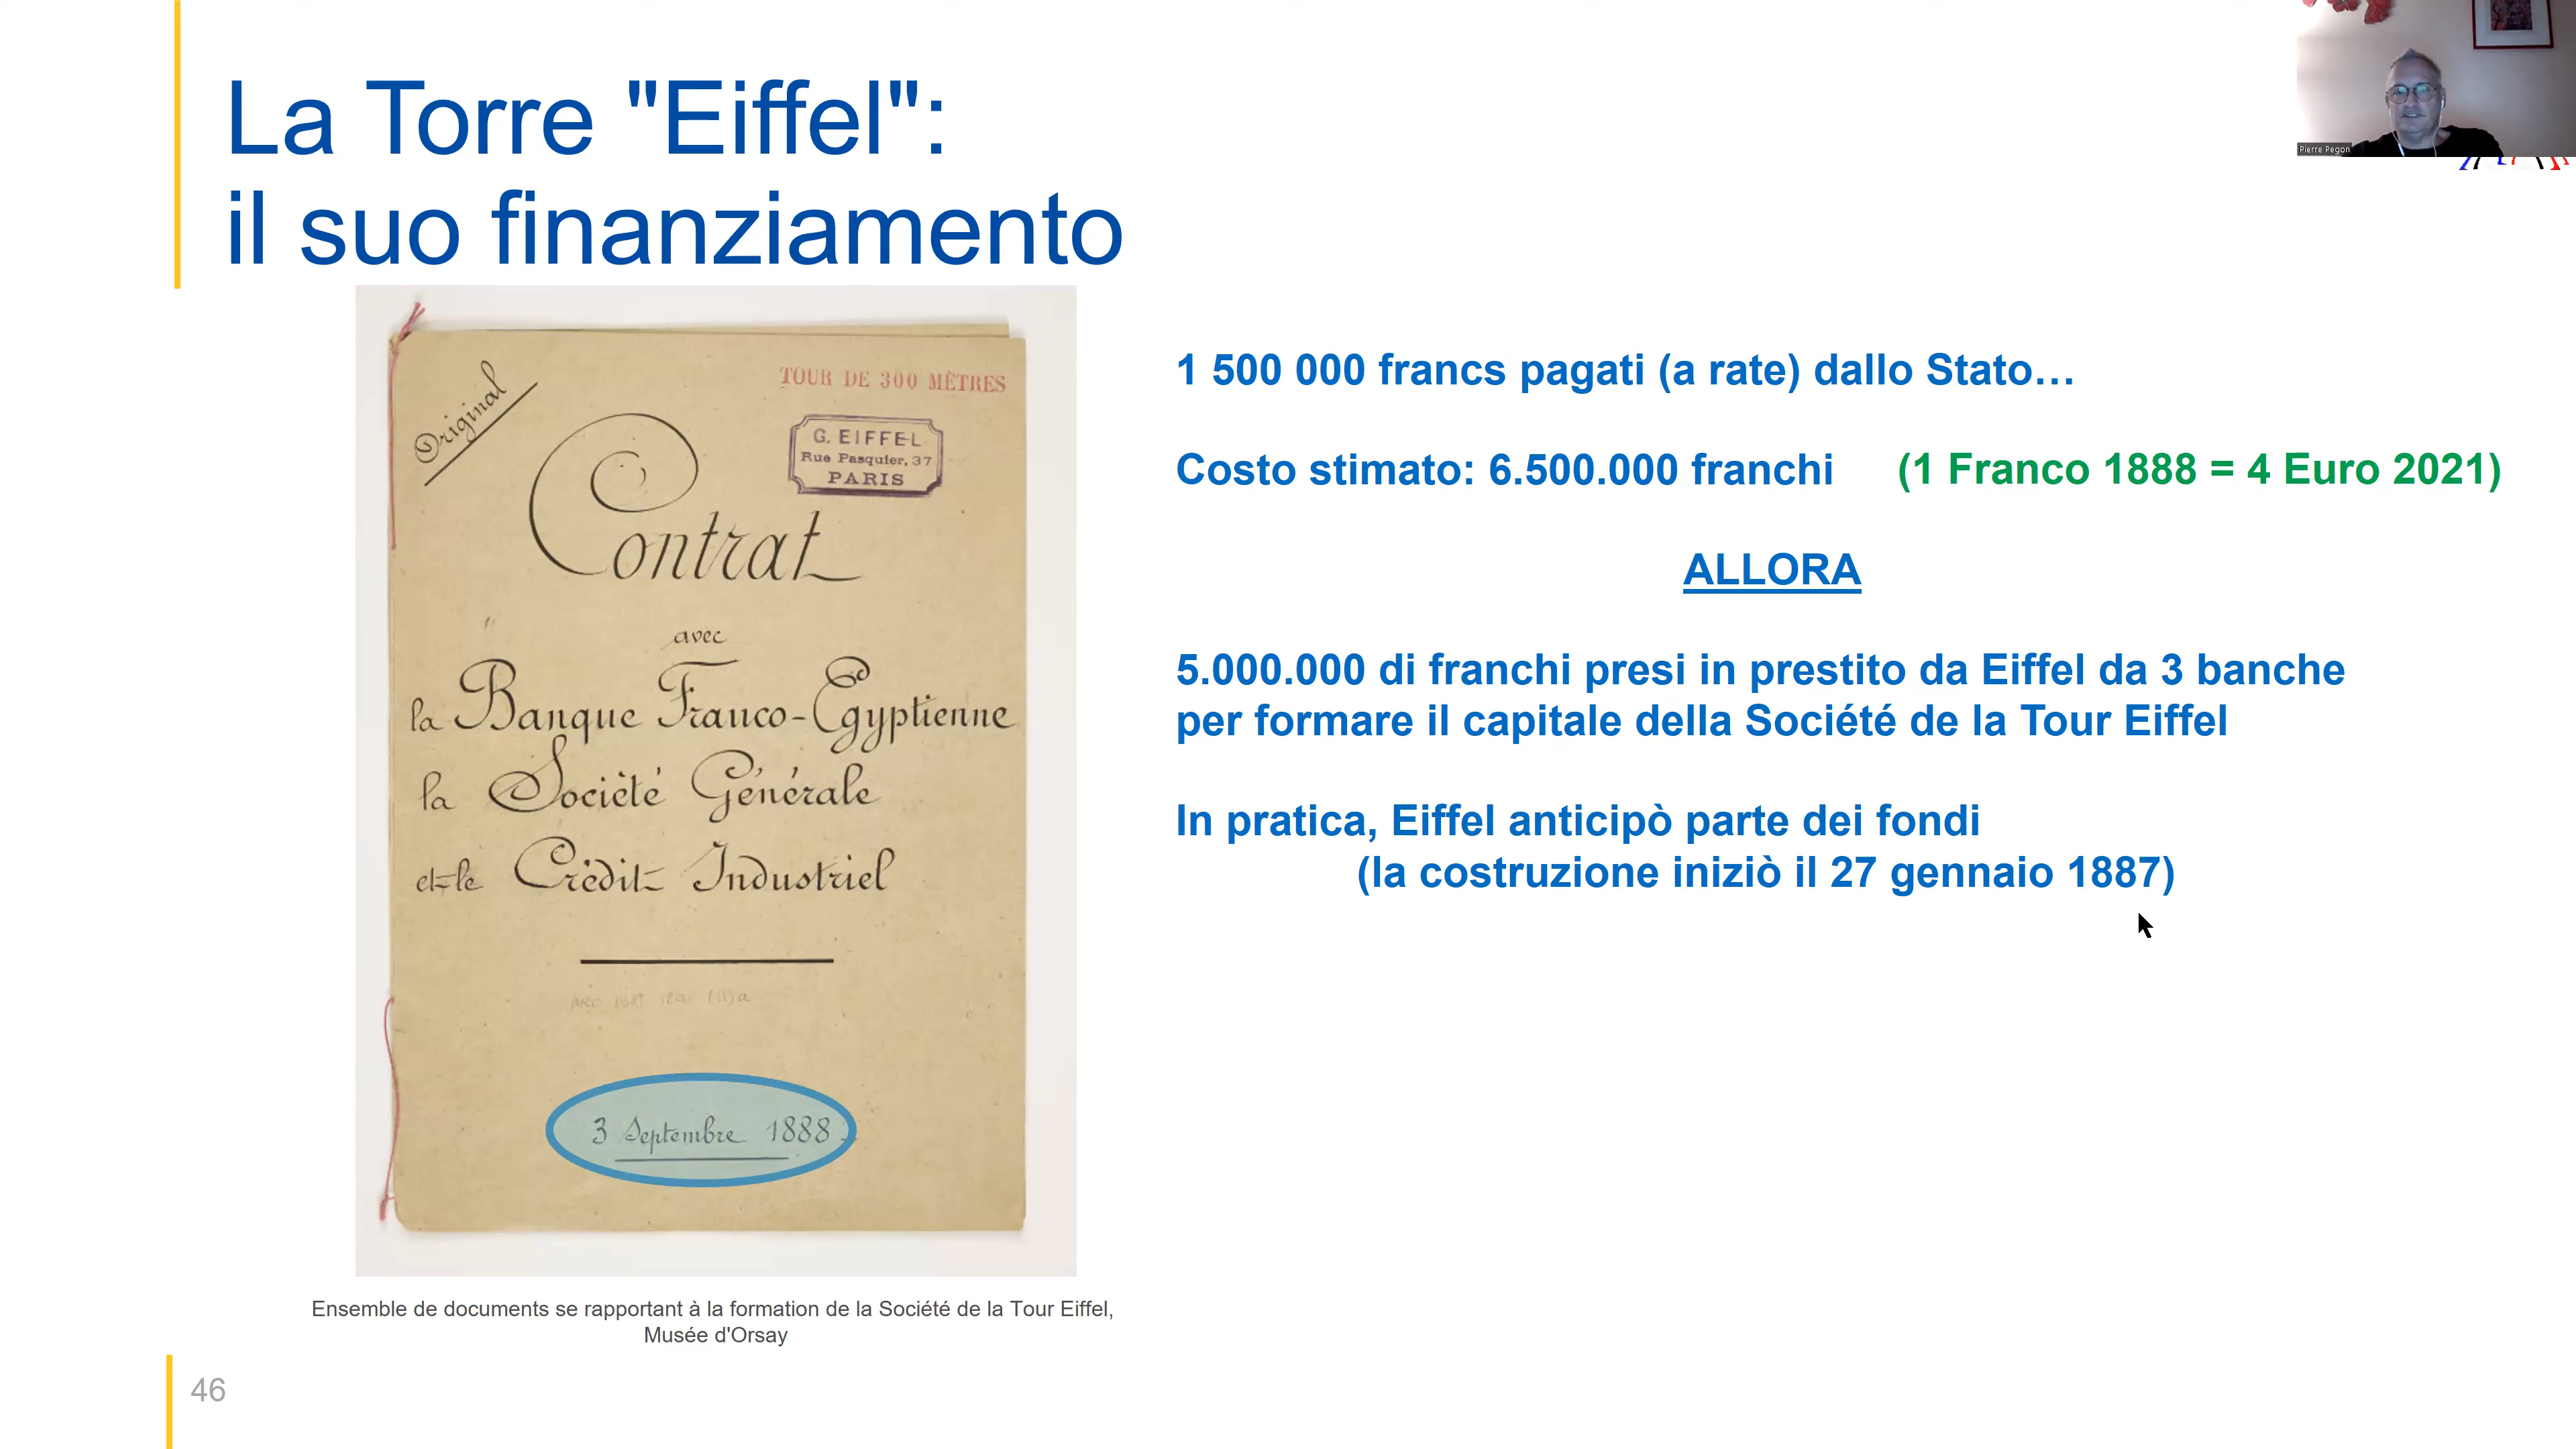 La Torre "Eiffel":
il suo finanziamento
Pierre Pegon
Original
TOUR DE 300 MÈTRES
G. EIFFEL
Rue Pasquier, 37
PARIS
Contrat
avec
la Banque Franco-Egyptienne
la Société Générale
et le Crédit Industriel
3 Septembre 1888
Ensemble de documents se rapportant à la formation de la Société de la Tour Eiffel,
Musée d'Orsay
1 500 000 francs pagati (a rate) dallo Stato…
Costo stimato: 6.500.000 franchi (1 Franco 1888 = 4 Euro 2021)
ALLORA
5.000.000 di franchi presi in prestito da Eiffel da 3 banche
per formare il capitale della Société de la Tour Eiffel
In pratica, Eiffel anticipò parte dei fondi
(la costruzione iniziò il 27 gennaio 1887)
46